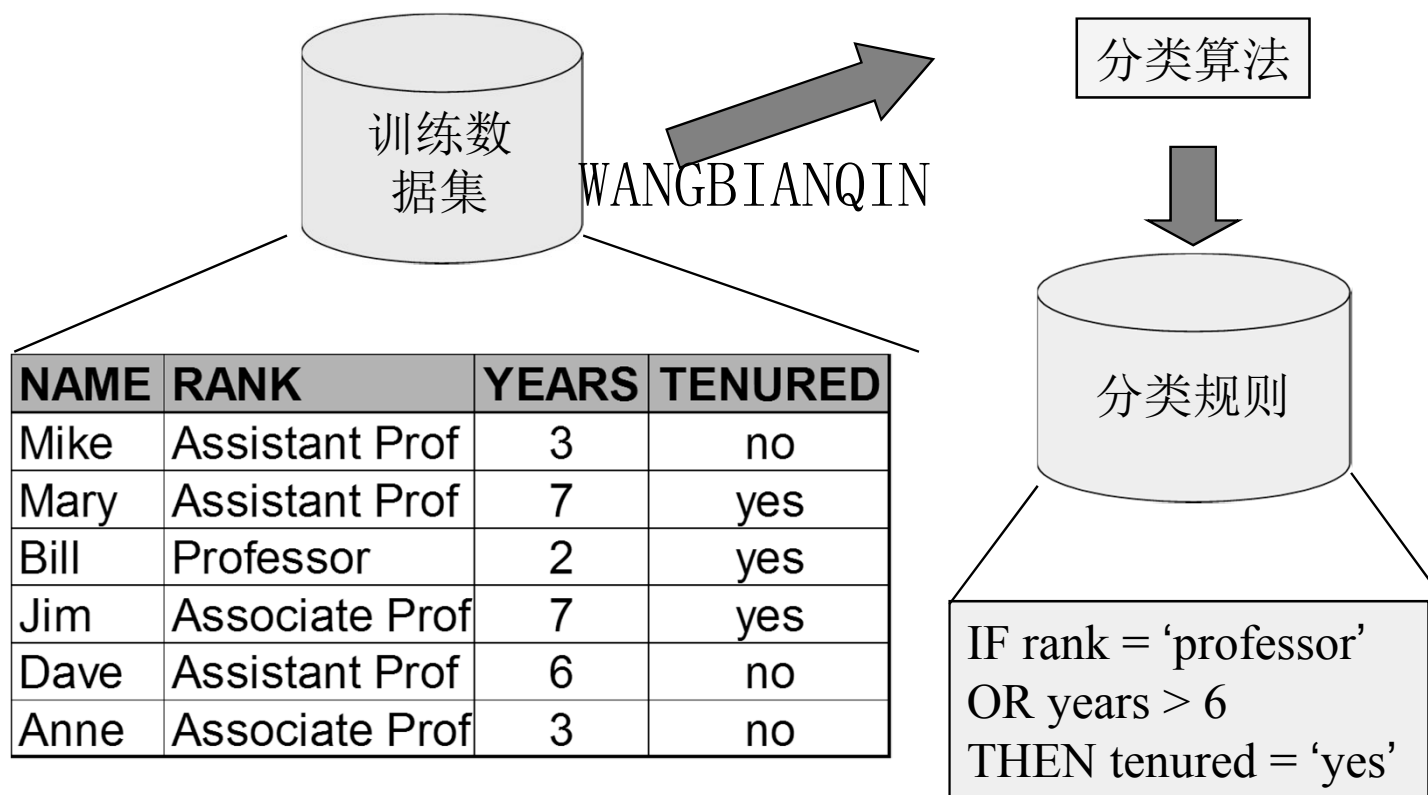 训练数
据集
WANGBIANQIN
分类算法
分类规则
NAME RANK YEARS TENURED
Mike Assistant Prof 3 no
Mary Assistant Prof 7 yes
Bill Professor 2 yes
Jim Associate Prof 7 yes
Dave Assistant Prof 6 no
Anne Associate Prof 3 no
IF rank = ‘professor’
OR years > 6
THEN tenured = ‘yes’